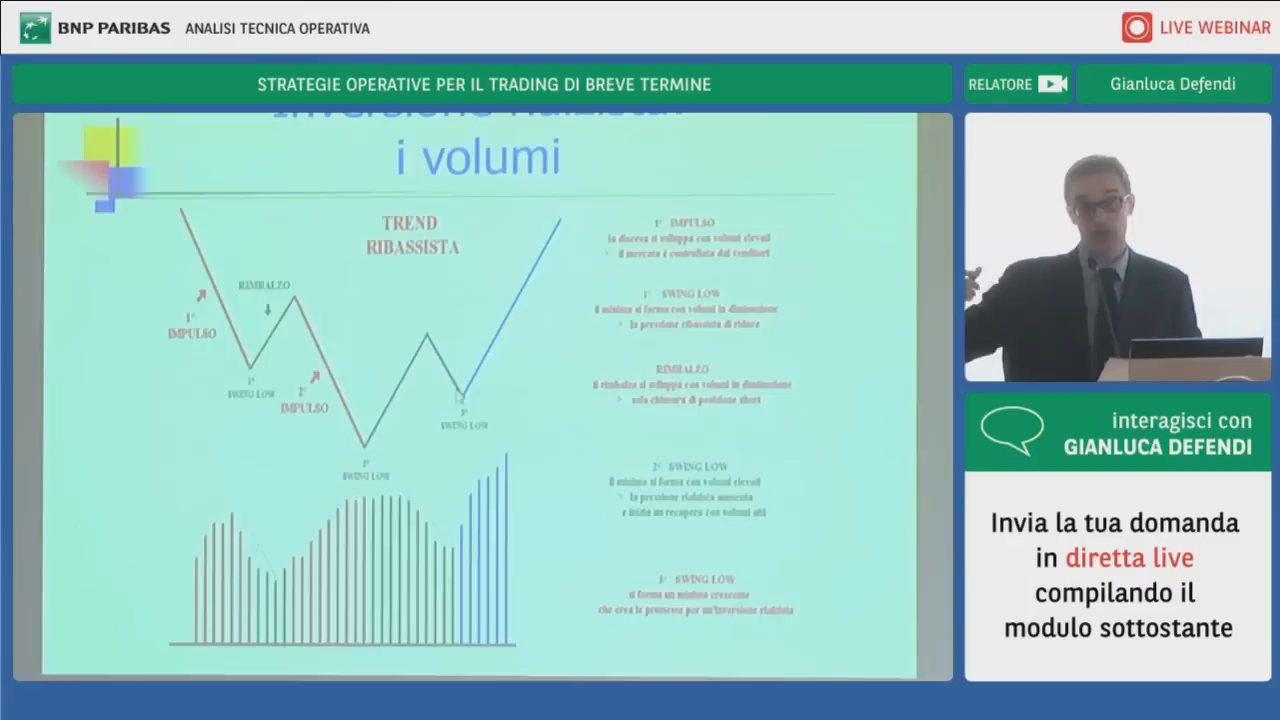 BNP PARIBAS ANALISI TECNICA OPERATIVA
LIVE WEBINAR
STRATEGIE OPERATIVE PER IL TRADING DI BREVE TERMINE
RELATORE
Gianluca Defendi
i volumi
TREND
RIBASSISTA
RIMBALZO
1°
IMPULSO
1°
SWING LOW
2°
IMPULSO
2°
SWING LOW
3°
SWING LOW
1° IMPULSO
la discesa si sviluppa con volumi elevati
il mercato è controllato dai venditori
1° SWING LOW
il minimo si forma con volumi in diminuzione
la pressione ribassista di riduce
RIMBALZO
il rimbalzo si sviluppa con volumi in diminuzione
solo chiusura di posizione short
2° SWING LOW
il minimo si forma con volumi elevati
la pressione rialzista aumenta
e inizia un recupero con volumi alti
3° SWING LOW
si forma un minimo crescente
che crea le premesse per un'inversione rialzista
interagisci con
GIANLUCA DEFENDI
Invia la tua domanda
in diretta live
compilando il
modulo sottostante